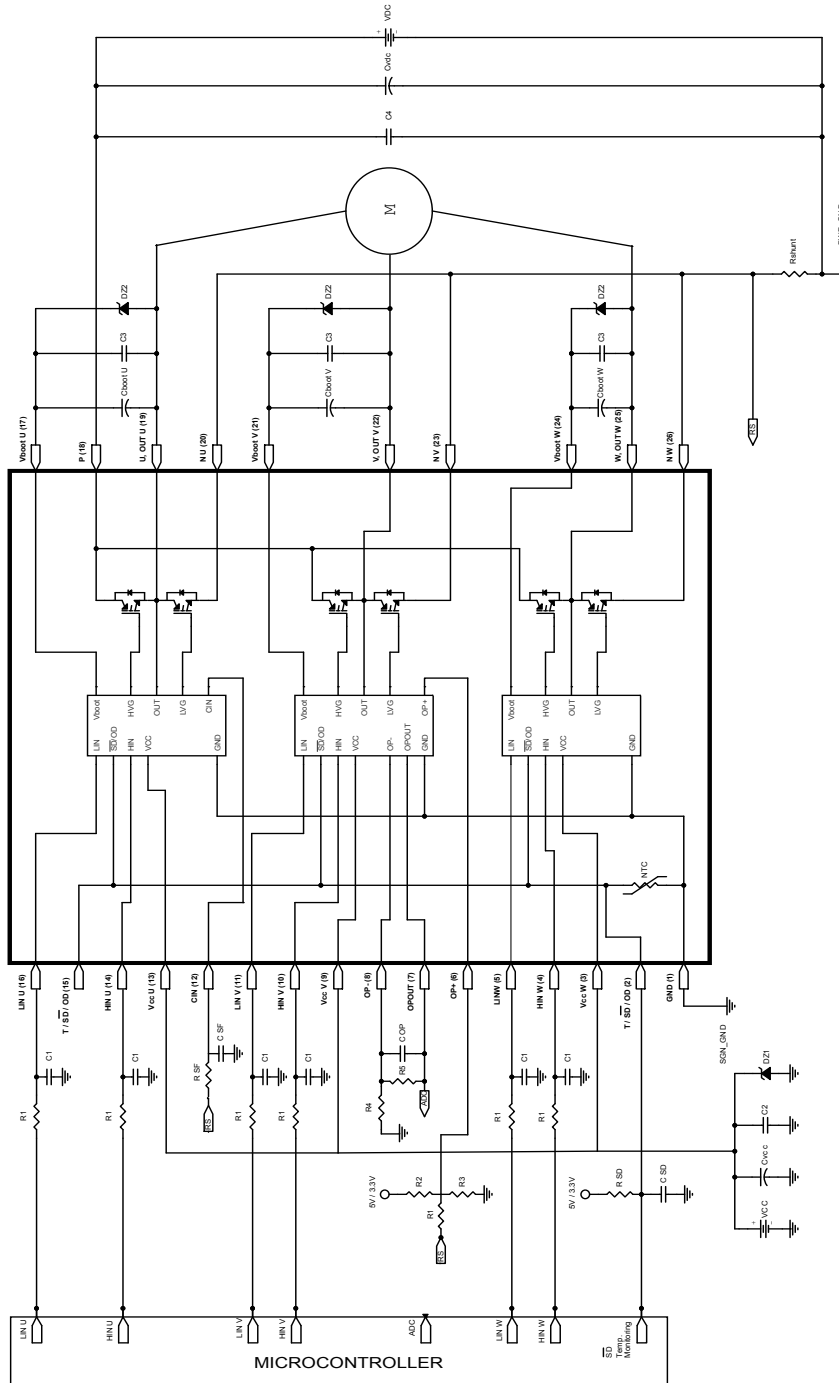 VDC
+
-
Cvdc
C4
M
Rshunt
DZ2
C3
Cboot U
DZ2
C3
Cboot V
DZ2
C3
Cboot W
RS
Vboot U (17)
P (18)
U, OUT U (19)
N U (20)
Vboot V (21)
V, OUT V (22)
N V (23)
Vboot W (24)
W, OUT W (25)
N W (26)
Vboot
HVG
OUT
LVG
CIN
LIN
SD/OD
HIN
VCC
GND
Vboot
HVG
OUT
LVG
OP+
LIN
SD/OD
HIN
VCC
OP-
OPOUT
GND
Vboot
HVG
OUT
LVG
LIN
SD/OD
HIN
VCC
GND
NTC
LIN U (16)
T / SD / OD (15)
HIN U (14)
Vcc U (13)
CIN (12)
LIN V (11)
HIN V (10)
Vcc V (9)
OP- (8)
OPOUT (7)
OP+ (6)
LINW (5)
HIN W (4)
Vcc W (3)
T / SD / OD (2)
GND (1)
SGN_GND
C1
R1
C1
R1
C SF
R SF
RS
C1
R1
C1
R1
C OP
R5
R4
ADC
5V / 3.3V
R2
R3
R1
RS
C1
R1
C1
R1
5V / 3.3V
R SD
C SD
DZ1
C2
Cvcc
VCC
+
-
LIN U
HIN U
LIN V
HIN V
ADC
LIN W
HIN W
SD
Temp.
Monitoring
MICROCONTROLLER